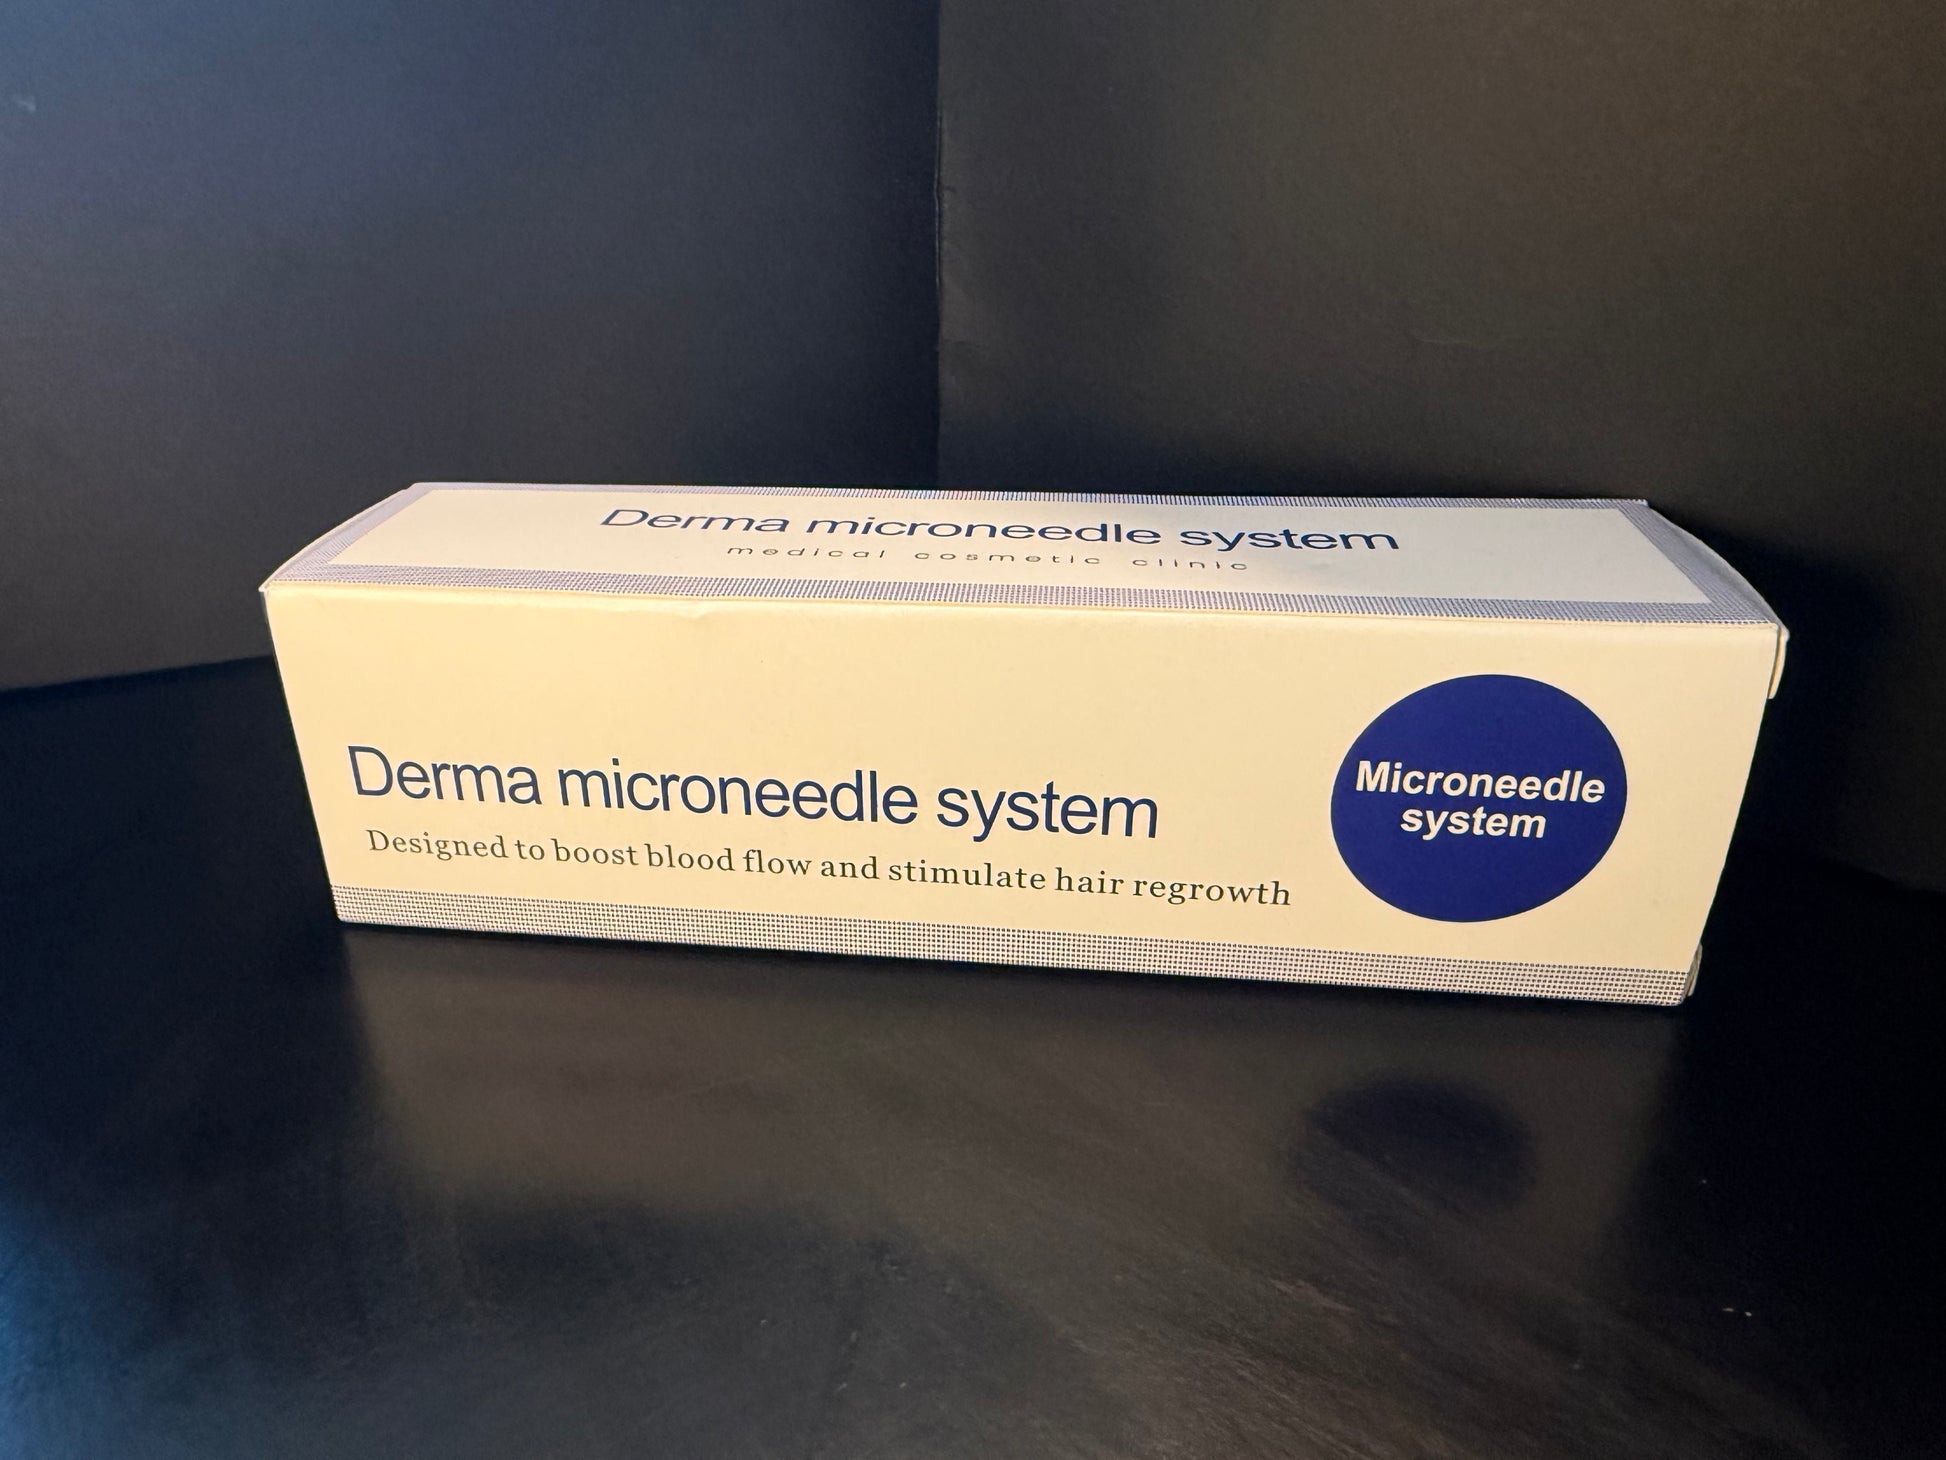 Derma microneedle system
medical cosmetic clinic
Derma microneedle system
Designed to boost blood flow and stimulate hair regrowth
Microneedle
system